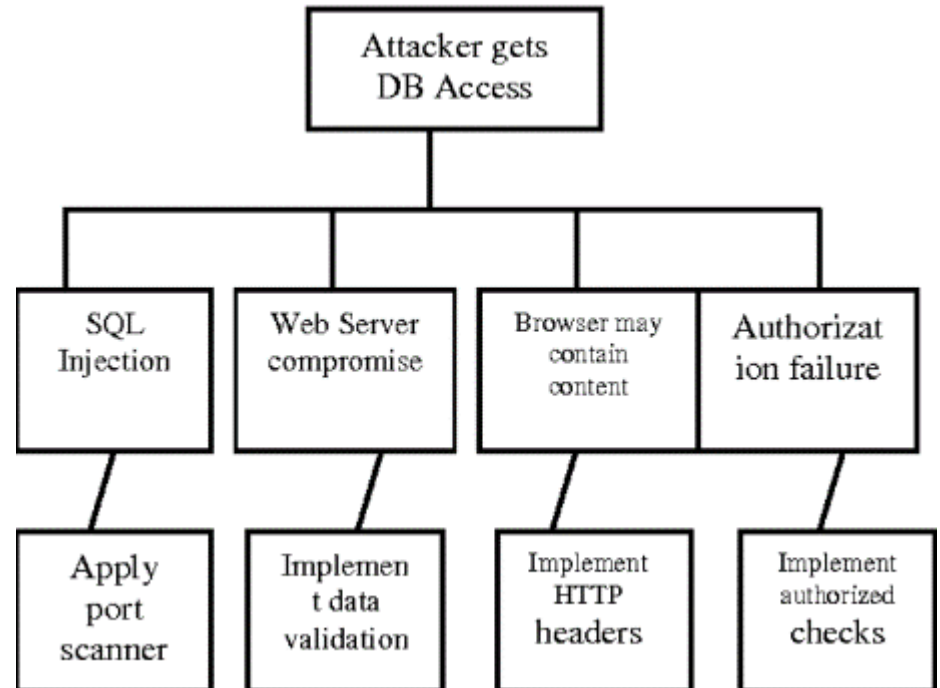 Attacker gets
DB Access
SQL
Injection
Web Server
compromise
Browser may
contain
content
Authorizat
ion failure
Apply
port
scanner
Implemen
t data
validation
Implement
HTTP
headers
Implement
authorized
checks